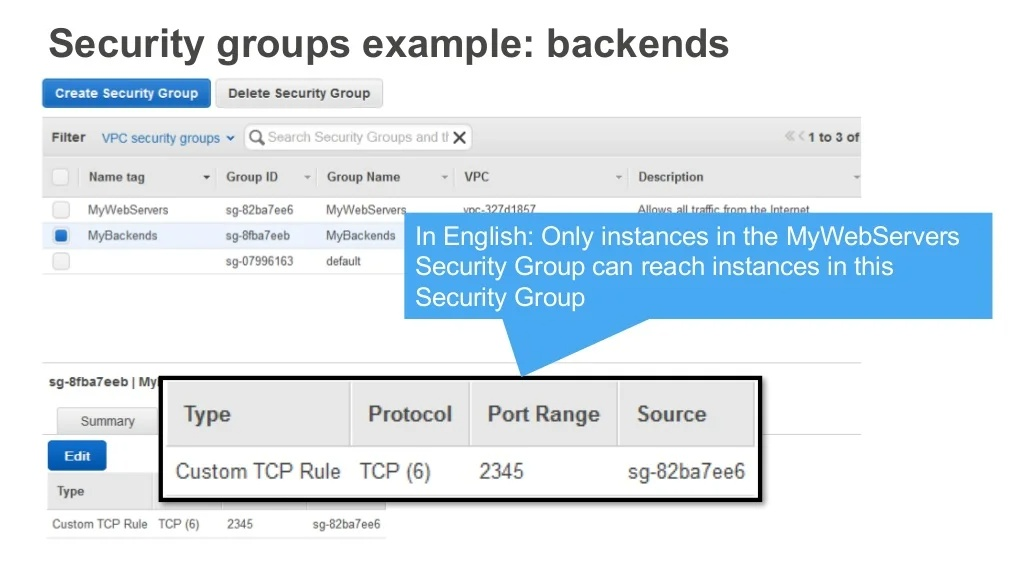 Security groups example: backends
Create Security Group Delete Security Group
Filter VPC security groups Search Security Groups and th 1 to 3 of
Name tag Group ID Group Name VPC Description
MyWebServers sg-82ba7ee6 MyWebServers vpc-327d1857 Allows all traffic from the Internet
MyBackends sg-8fba7eeb MyBackends
sg-07996163 default
In English: Only instances in the MyWebServers
Security Group can reach instances in this
Security Group
sg-8fba7eeb | My
Summary
Edit
Type
Custom TCP Rule TCP (6) 2345 sg-82ba7ee6
Type Protocol Port Range Source
Custom TCP Rule TCP (6) 2345 sg-82ba7ee6